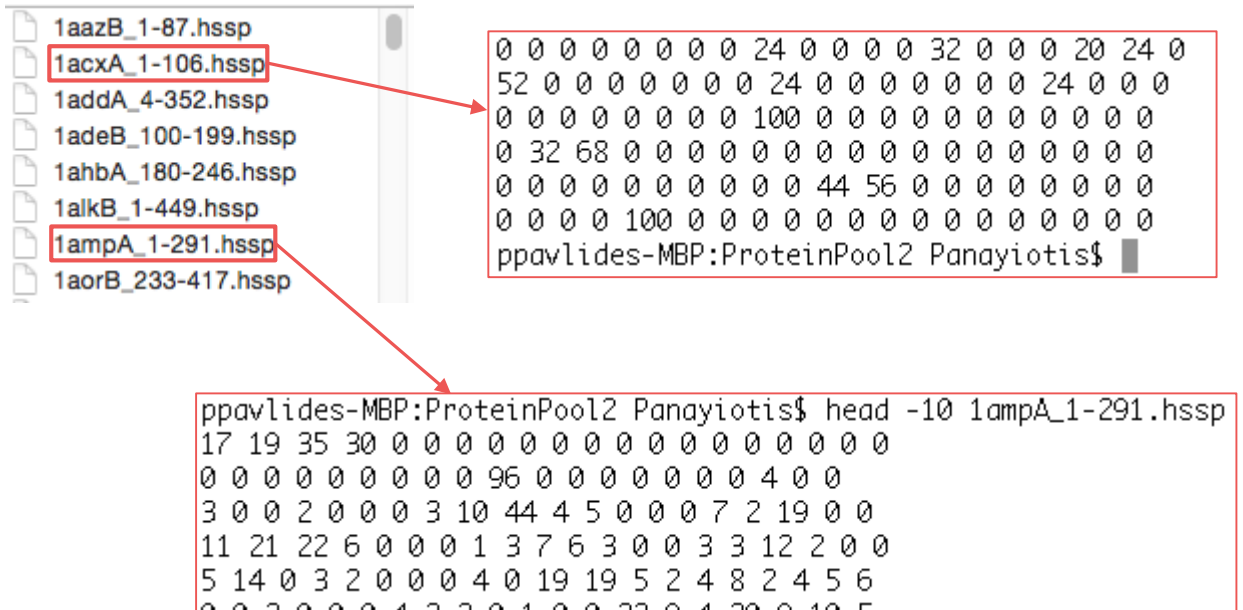 1aazB_1-87.hssp
1acxA_1-106.hssp
1addA_4-352.hssp
1adeB_100-199.hssp
1ahbA_180-246.hssp
1alkB_1-449.hssp
1ampA_1-291.hssp
1aorB_233-417.hssp
0 0 0 0 0 0 0 0 24 0 0 0 0 32 0 0 0 20 24 0
52 0 0 0 0 0 0 0 24 0 0 0 0 0 0 0 24 0 0 0
0 0 0 0 0 0 0 0 100 0 0 0 0 0 0 0 0 0 0 0
0 32 68 0 0 0 0 0 0 0 0 0 0 0 0 0 0 0 0 0
0 0 0 0 0 0 0 0 0 0 44 56 0 0 0 0 0 0 0 0
0 0 0 0 100 0 0 0 0 0 0 0 0 0 0 0 0 0 0 0
ppavlides-MBP:ProteinPool2 Panayiotis$
ppavlides-MBP:ProteinPool2 Panayiotis$ head -10 1ampA_1-291.hssp
17 19 35 30 0 0 0 0 0 0 0 0 0 0 0 0 0 0 0 0
0 0 0 0 0 0 0 0 0 96 0 0 0 0 0 0 0 4 0 0
3 0 0 2 0 0 0 3 10 44 4 5 0 0 0 7 2 19 0 0
11 21 22 6 0 0 0 1 3 7 6 3 0 0 3 3 12 2 0 0
5 14 0 3 2 0 0 0 4 0 19 19 5 2 4 8 2 4 5 6